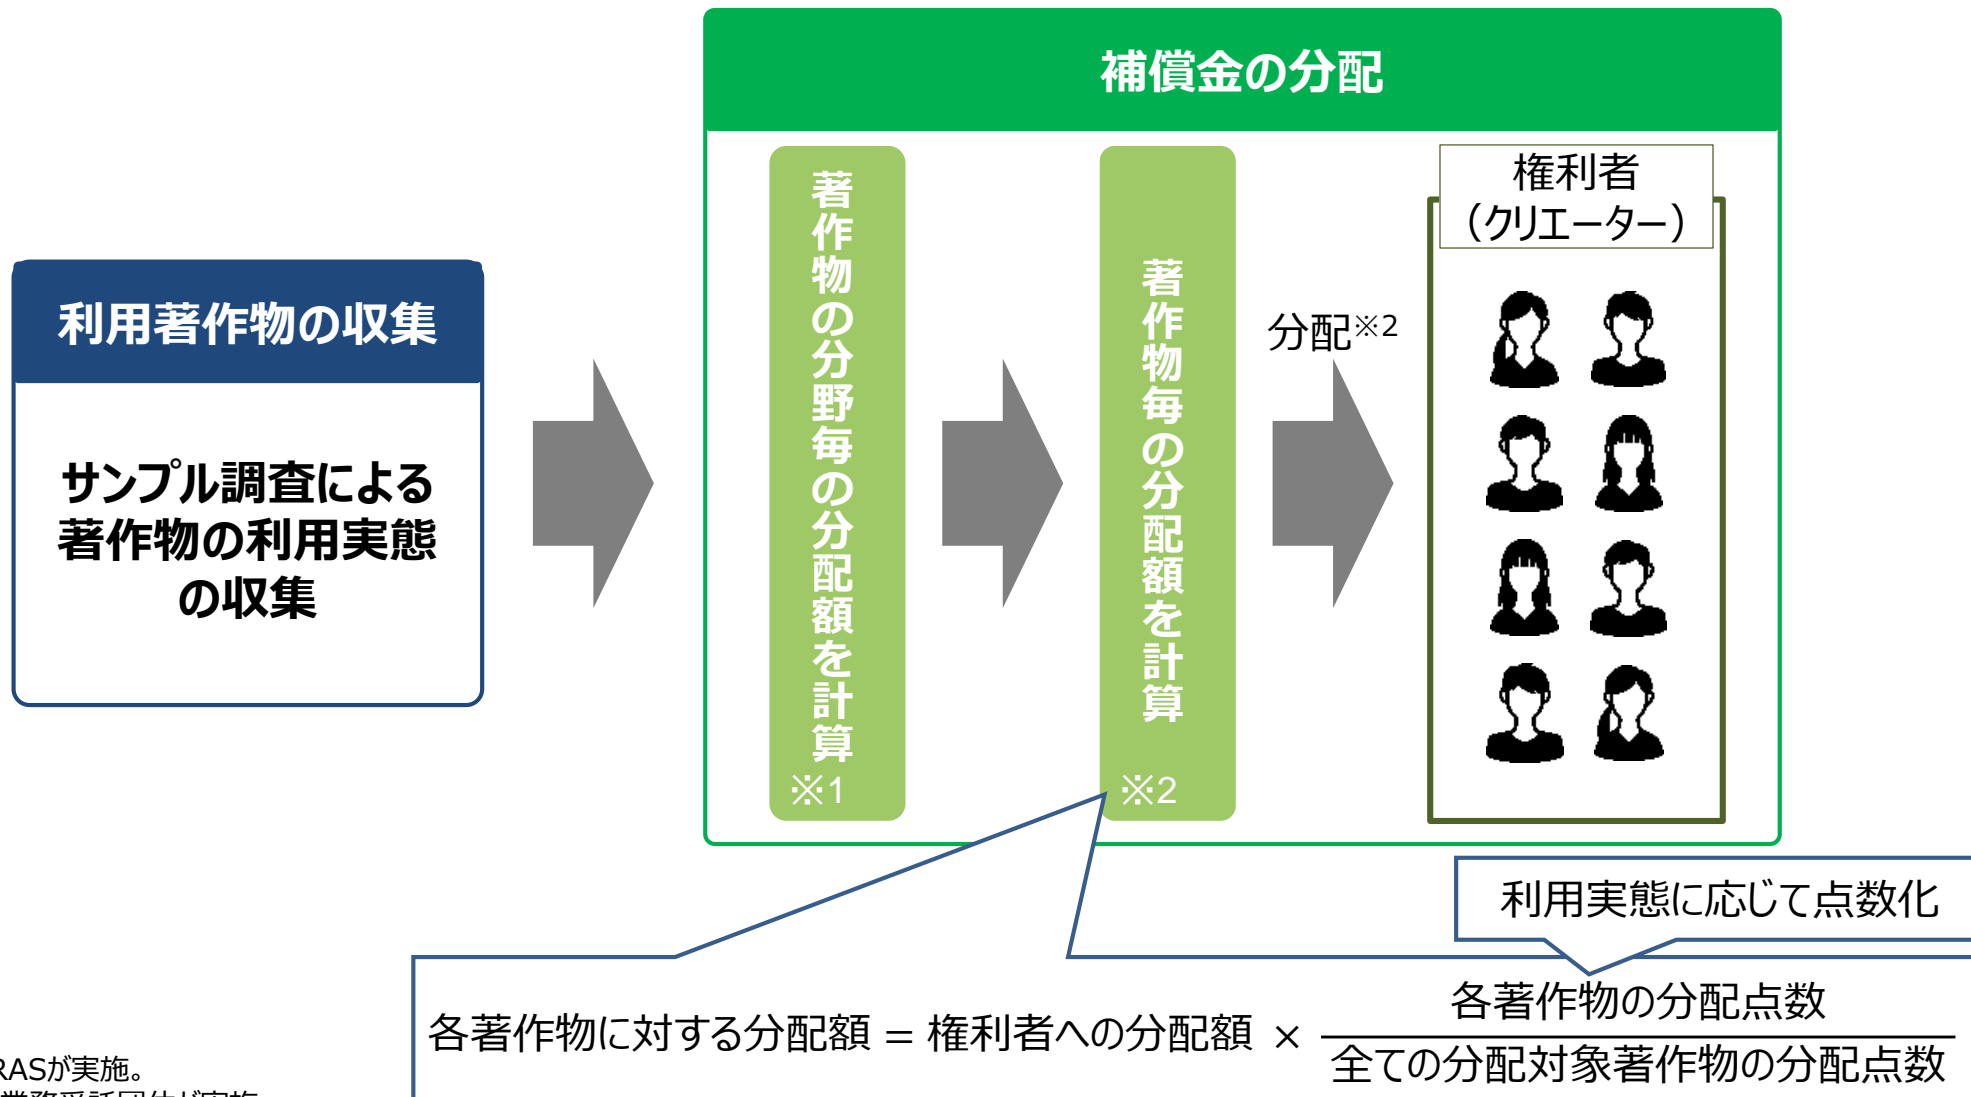 補償金の分配
利用著作物の収集
サンプル調査による
著作物の利用実態
の収集
著作物の分野毎の分配額を計算
※1
著作物毎の分配額を計算
※2
分配※2
権利者
（クリエーター）
利用実態に応じて点数化
各著作物に対する分配額 = 権利者への分配額 × 各著作物の分配点数
全ての分配対象著作物の分配点数
RASが実施。